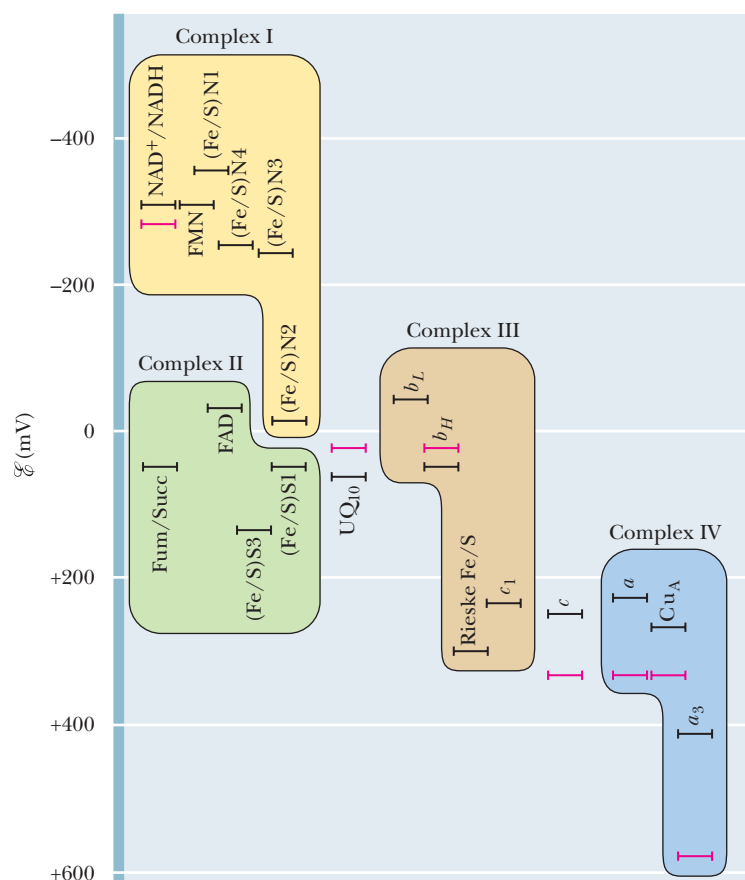 Complex I
NAD⁺/NADH
FMN
(Fe/S)N1
(Fe/S)N4
(Fe/S)N3
(Fe/S)N2
Complex II
Fum/Succ
FAD
(Fe/S)S3
(Fe/S)S1
UQ₁₀
Complex III
b_L
b_H
Rieske Fe/S
c₁
c
Complex IV
a
Cu_A
a₃
ℰ (mV)
−400
−200
0
+200
+400
+600